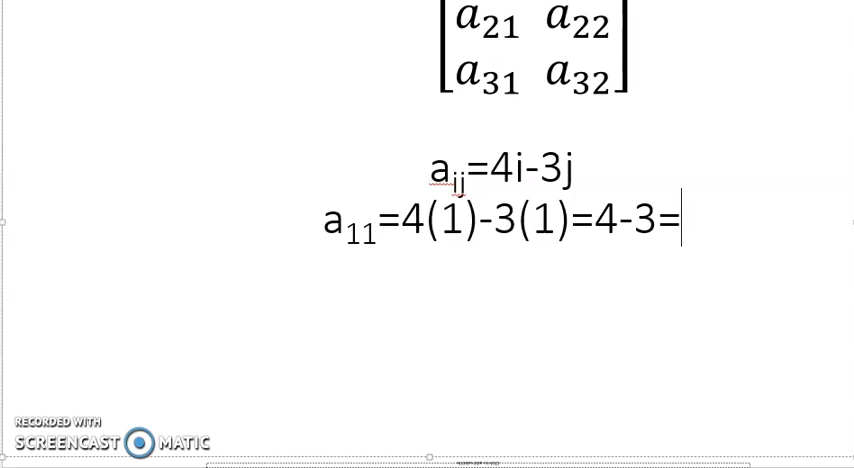 a21 a22
a31 a32
aij=4i-3j
a11=4(1)-3(1)=4-3=
RECORDED WITH
SCREENCAST MATIC